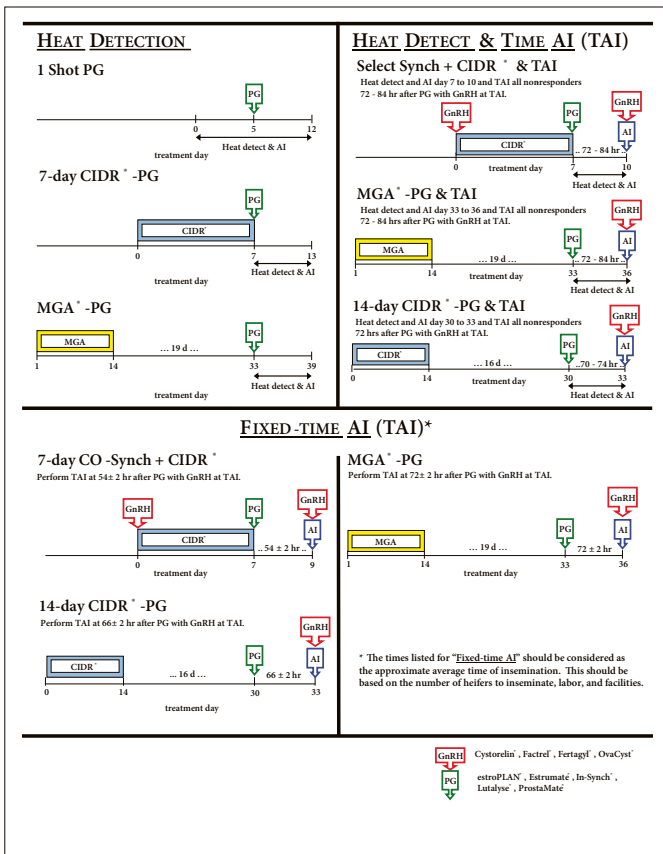 HEAT DETECTION
1 Shot PG
PG
0 5 12
treatment day
Heat detect & AI
7-day CIDR® -PG
PG
CIDR®
0 7 13
treatment day
Heat detect & AI
MGA® -PG
MGA
PG
... 19 d ...
1 14 33 39
treatment day
Heat detect & AI
HEAT DETECT & TIME AI (TAI)
Select Synch + CIDR® & TAI
Heat detect and AI day 7 to 10 and TAI all nonresponders
72 - 84 hr after PG with GnRH at TAI.
GnRH PG GnRH
AI
CIDR®
.. 72 - 84 hr ..
0 treatment day 7 10
Heat detect & AI
MGA® -PG & TAI
Heat detect and AI day 33 to 36 and TAI all nonresponders
72 - 84 hrs after PG with GnRH at TAI.
GnRH
MGA
PG AI
... 19 d ... ..72 - 84 hr..
1 14 treatment day 33 36
Heat detect & AI
14-day CIDR® -PG & TAI
Heat detect and AI day 30 to 33 and TAI all nonresponders
72 hrs after PG with GnRH at TAI.
GnRH
CIDR®
PG AI
... 16 d ... ..70 - 74 hr ..
0 14 30 33
treatment day
Heat detect & AI
FIXED-TIME AI (TAI)*
7-day CO -Synch + CIDR®
Perform TAI at 54± 2 hr after PG with GnRH at TAI.
GnRH PG GnRH
AI
CIDR®
.. 54 ± 2 hr ..
0 7 9
treatment day
14-day CIDR® -PG
Perform TAI at 66± 2 hr after PG with GnRH at TAI.
GnRH
CIDR®
PG AI
... 16 d ... 66 ± 2 hr
0 14 30 33
treatment day
MGA® -PG
Perform TAI at 72± 2 hr after PG with GnRH at TAI.
GnRH
MGA
PG AI
... 19 d ... 72 ± 2 hr
1 14 33 36
treatment day
* The times listed for “Fixed-time AI” should be considered as
the approximate average time of insemination. This should be
based on the number of heifers to inseminate, labor, and facilities.
GnRH Cystorelin®, Factrel®, Fertagyl®, OvaCyst®
PG estroPLAN®, Estrumate®, In-Synch®,
Lutalyse®, ProstaMate®